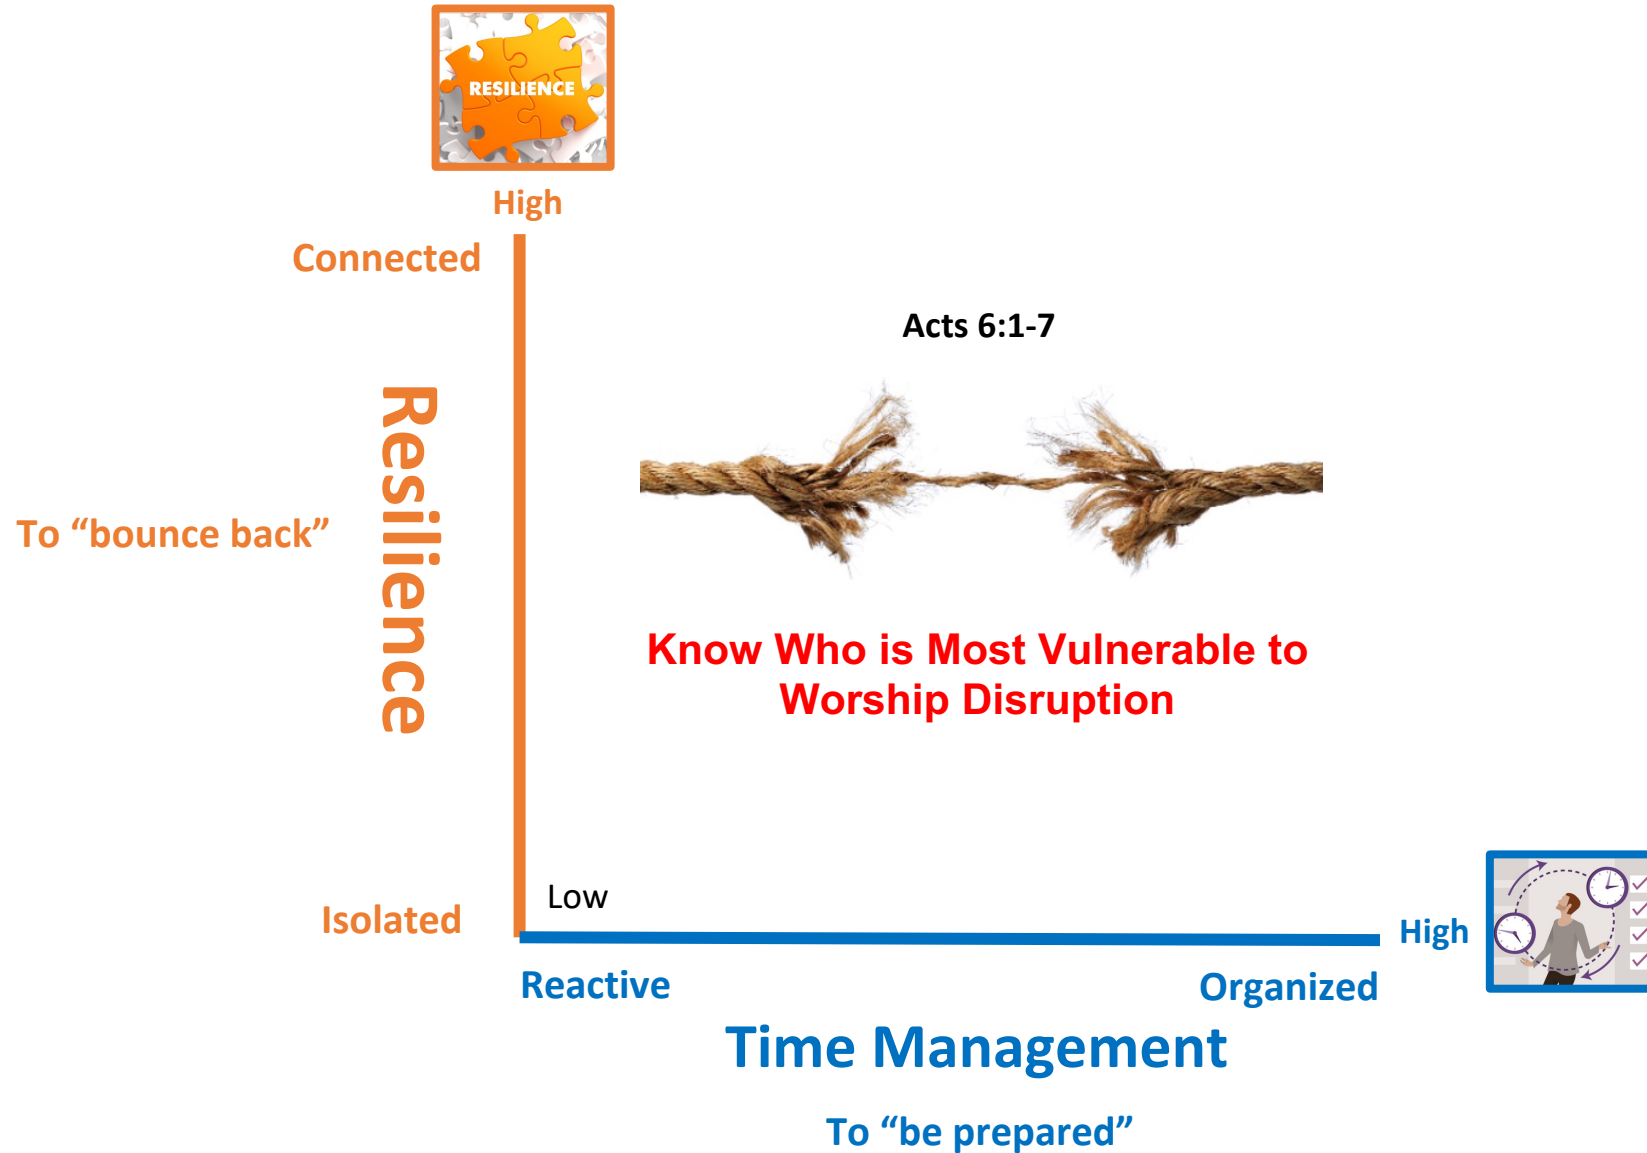 RESILIENCE
High
Connected
Acts 6:1-7
Resilience
To “bounce back”
Know Who is Most Vulnerable to
Worship Disruption
Low
Isolated
High
Reactive
Organized
Time Management
To “be prepared”